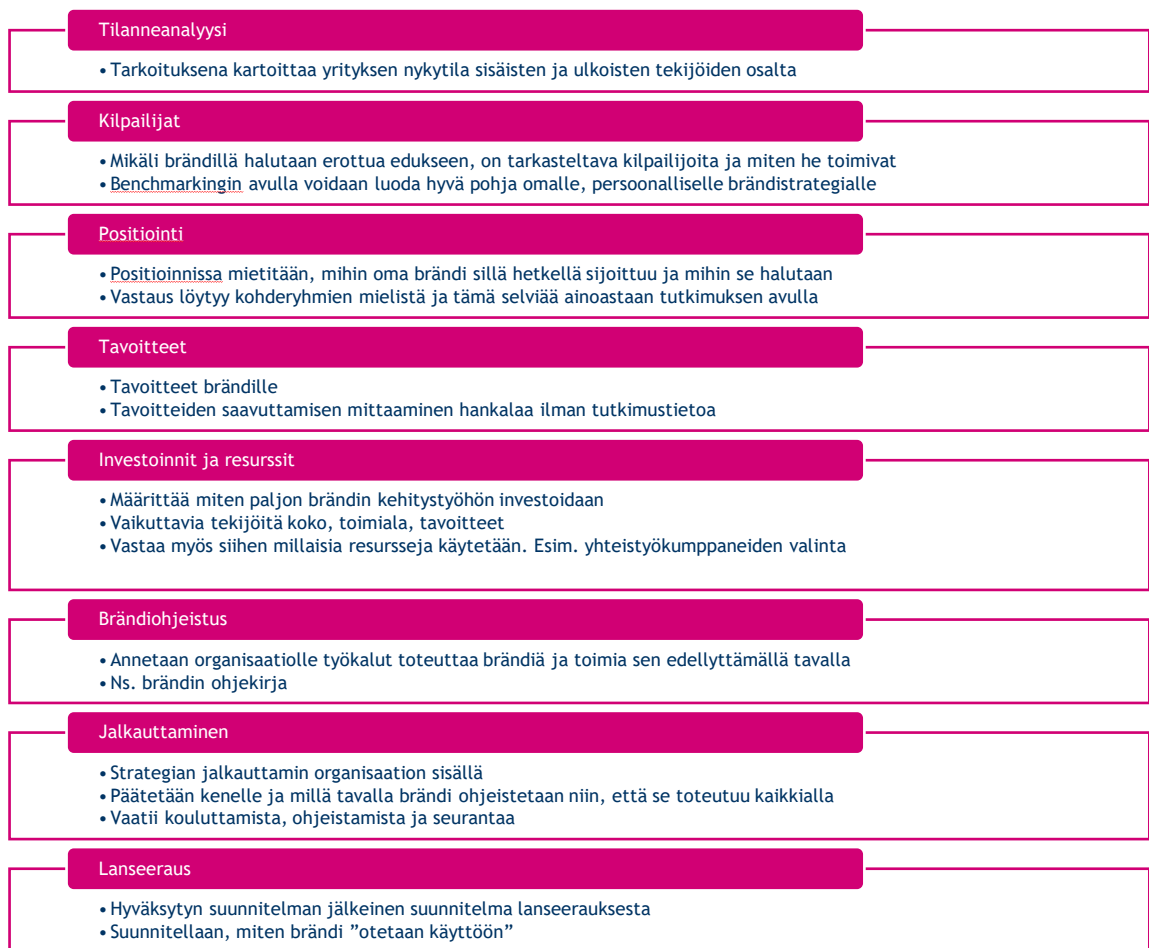 Tilanneanalyysi
• Tarkoituksena kartoittaa yrityksen nykytila sisäisten ja ulkoisten tekijöiden osalta
Kilpailijat
• Mikäli brändillä halutaan erottua edukseen, on tarkasteltava kilpailijoita ja miten he toimivat
• Benchmarkingin avulla voidaan luoda hyvä pohja omalle, persoonalliselle brändistrategialle
Positiointi
• Positioinnissa mietitään, mihin oma brändi sillä hetkellä sijoittuu ja mihin se halutaan
• Vastaus löytyy kohderyhmien mielistä ja tämä selviää ainoastaan tutkimuksen avulla
Tavoitteet
• Tavoitteet brändille
• Tavoitteiden saavuttamisen mittaaminen hankalaa ilman tutkimustietoa
Investoinnit ja resurssit
• Määrittää miten paljon brändin kehitystyöhön investoidaan
• Vaikuttavia tekijöitä koko, toimiala, tavoitteet
• Vastaa myös siihen millaisia resursseja käytetään. Esim. yhteistyökumppaneiden valinta
Brändiohjeistus
• Annetaan organisaatiolle työkalut toteuttaa brändiä ja toimia sen edellyttämällä tavalla
• Ns. brändin ohjekirja
Jalkauttaminen
• Strategian jalkauttamin organisaation sisällä
• Päätetään kenelle ja millä tavalla brändi ohjeistetaan niin, että se toteutuu kaikkialla
• Vaatii kouluttamista, ohjeistamista ja seurantaa
Lanseeraus
• Hyväksytyn suunnitelman jälkeinen suunnitelma lanseerauksesta
• Suunnitellaan, miten brändi ”otetaan käyttöön”